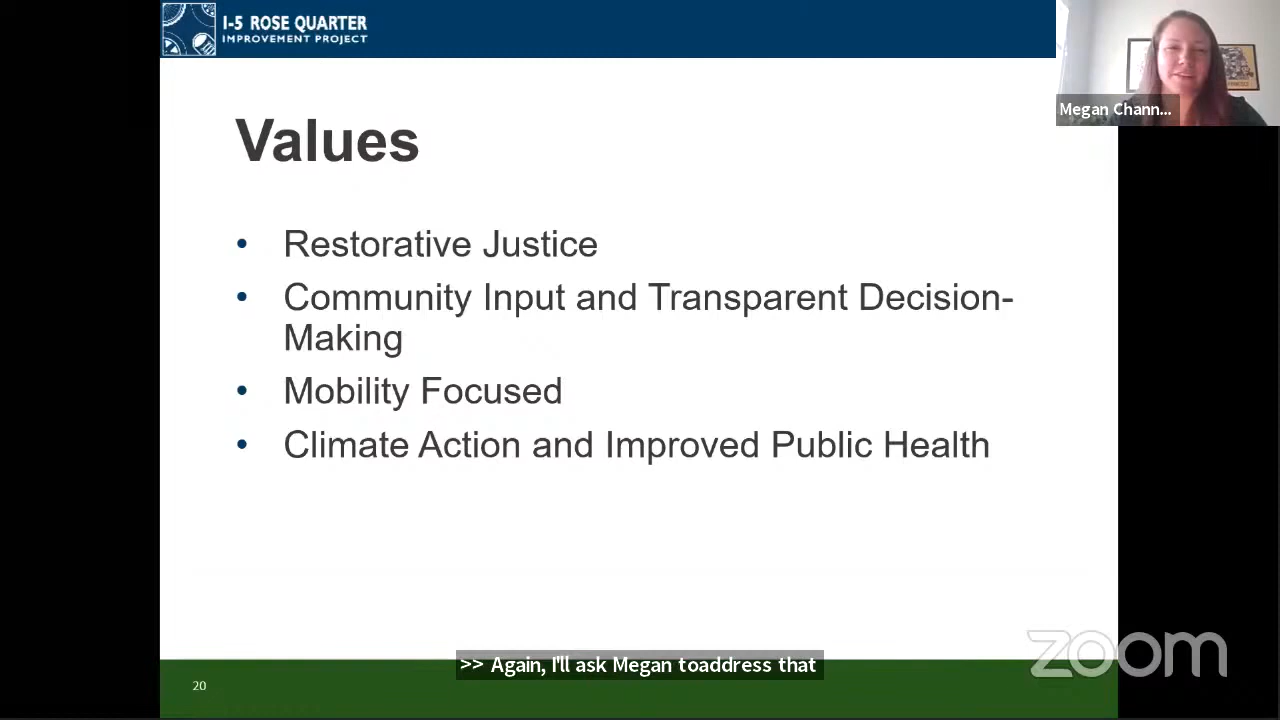 I-5 ROSE QUARTER
IMPROVEMENT PROJECT
Megan Chann...
Values
• Restorative Justice
• Community Input and Transparent Decision-
Making
• Mobility Focused
• Climate Action and Improved Public Health
>> Again, I'll ask Megan toaddress that
zoom
20